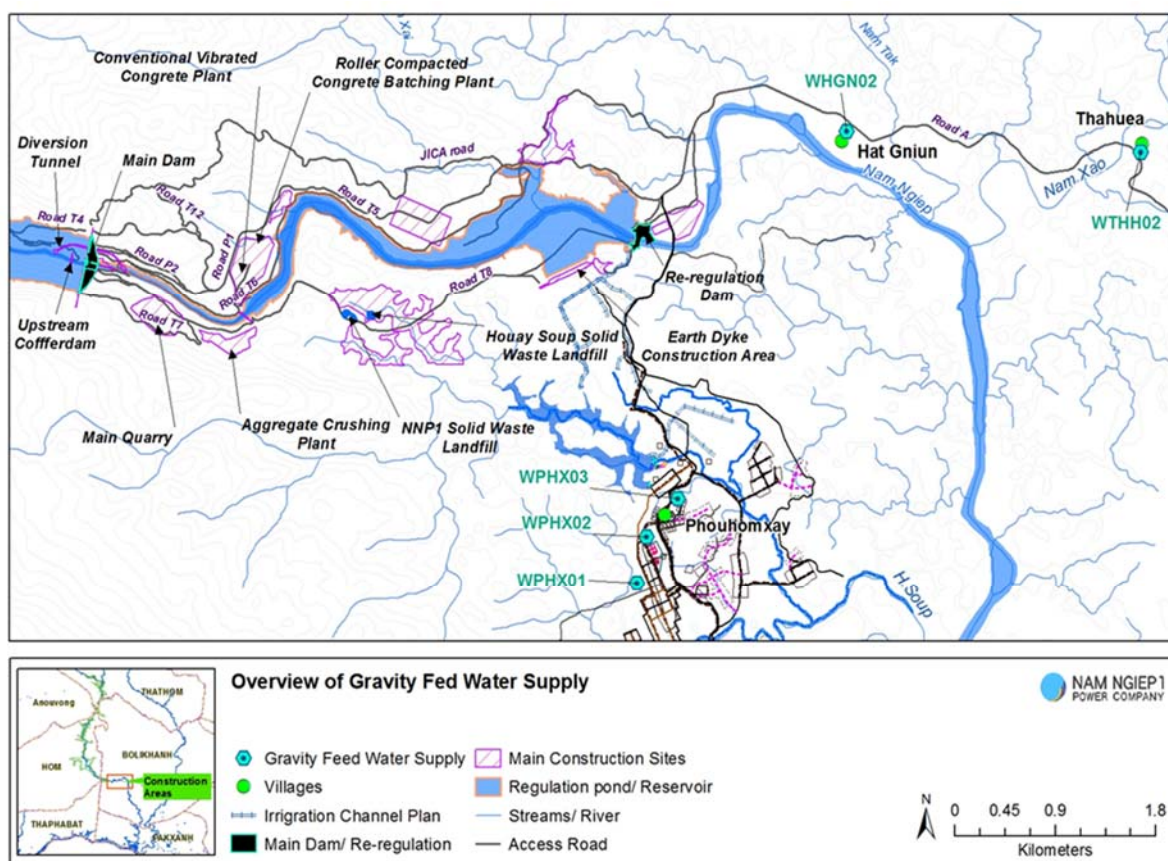 Conventional Vibrated
Congrete Plant
Roller Compacted
Congrete Batching Plant
Nam Tak
WHGN02
Thahuea
Diversion
Tunnel
Main Dam
JICA road
Road A
Hat Gniun
Nam Xao
Road T4
Road T12
Road T5
Nam Ngiep
WTHH02
Road P1
Road P2
Road T6
Road T8
Re-regulation
Dam
Road T7
Upstream
Coffferdam
Houay Soup Solid
Waste Landfill
Earth Dyke
Construction Area
Main Quarry
Aggregate Crushing
Plant
NNP1 Solid Waste
Landfill
WPHX03
Phouhomxay
WPHX02
WPHX01
H.Soup
Overview of Gravity Fed Water Supply
NAM NGIEP1
POWER COMPANY
Anouvong
THATHOM
BOLIKHANH
HOM
Construction
Areas
THAPHABAT
PAKXANH
Gravity Feed Water Supply
Main Construction Sites
Villages
Regulation pond/ Reservoir
Irrigration Channel Plan
Streams/ River
Main Dam/ Re-regulation
Access Road
N
0 0.45 0.9 1.8
Kilometers